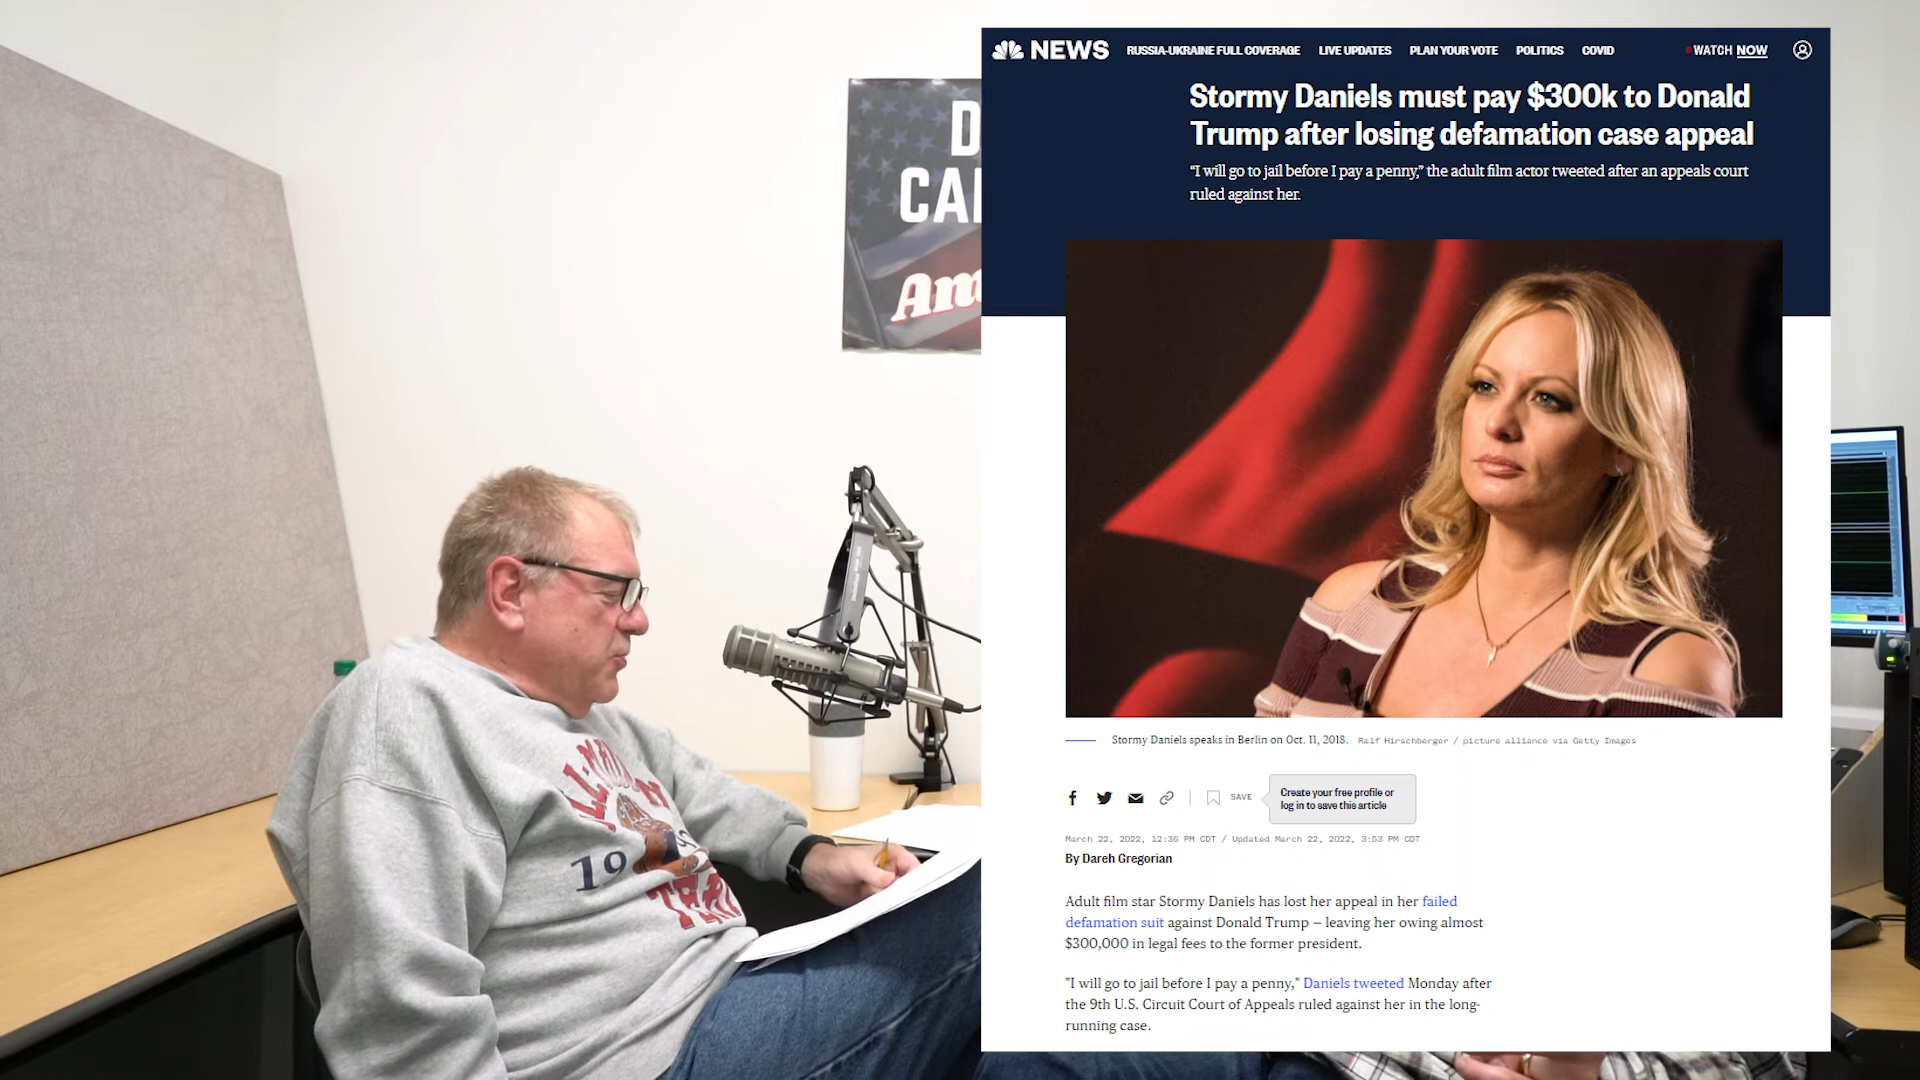 D
CA
Am
NEWS
RUSSIA-UKRAINE FULL COVERAGE LIVE UPDATES PLAN YOUR VOTE POLITICS COVID WATCH NOW
Stormy Daniels must pay $300k to Donald
Trump after losing defamation case appeal
“I will go to jail before I pay a penny,” the adult film actor tweeted after an appeals court
ruled against her.
Stormy Daniels speaks in Berlin on Oct. 11, 2018. Ralf Hirschberger / picture alliance via Getty Images
SAVE
Create your free profile or
log in to save this article
March 22, 2022, 12:36 PM CDT / Updated March 22, 2022, 3:53 PM CDT
By Dareh Gregorian
Adult film star Stormy Daniels has lost her appeal in her failed
defamation suit against Donald Trump — leaving her owing almost
$300,000 in legal fees to the former president.
"I will go to jail before I pay a penny," Daniels tweeted Monday after
the 9th U.S. Circuit Court of Appeals ruled against her in the long-
running case.
19